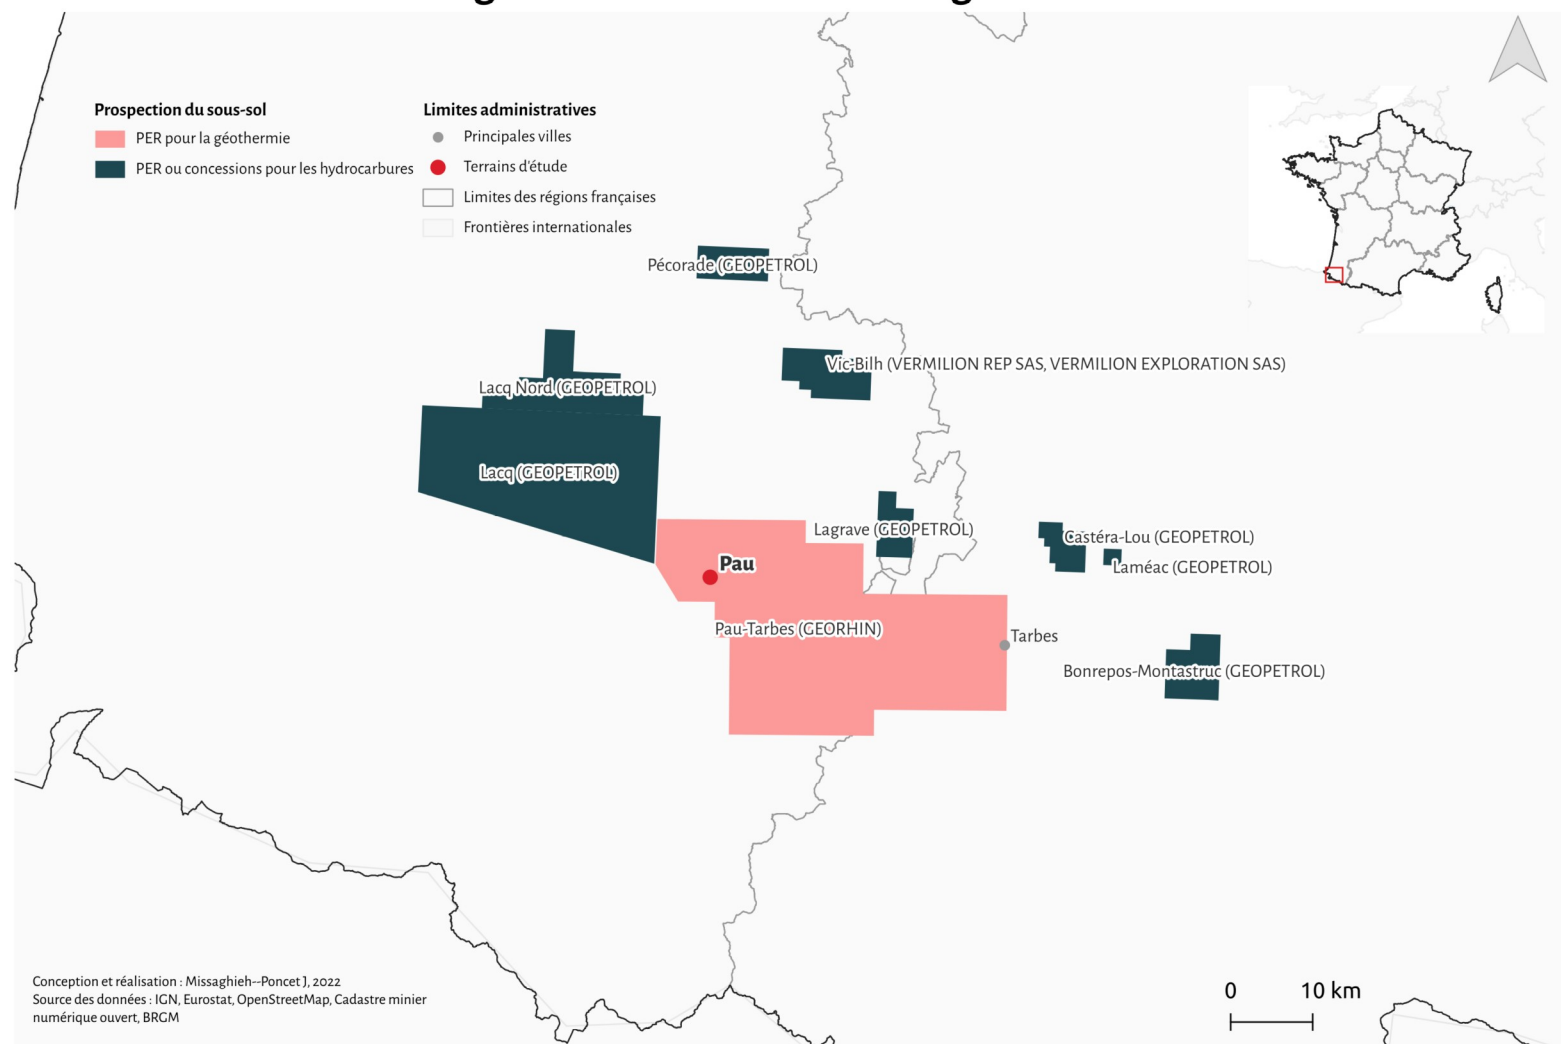 Prospection du sous-sol
PER pour la géothermie
PER ou concessions pour les hydrocarbures
Limites administratives
Principales villes
Terrains d'étude
Limites des régions françaises
Frontières internationales
Pécorade (GEOPETROL)
Vic-Bilh (VERMILION REP SAS, VERMILION EXPLORATION SAS)
Lacq Nord (GEOPETROL)
Lacq (GEOPETROL)
Lagrave (GEOPETROL)
Castéra-Lou (GEOPETROL)
Laméac (GEOPETROL)
Pau
Pau-Tarbes (GEORHIN)
Tarbes
Bonrepos-Montastruc (GEOPETROL)
Conception et réalisation : Missaghieh--Poncet J, 2022
Source des données : IGN, Eurostat, OpenStreetMap, Cadastre minier
numérique ouvert, BRGM
0 10 km